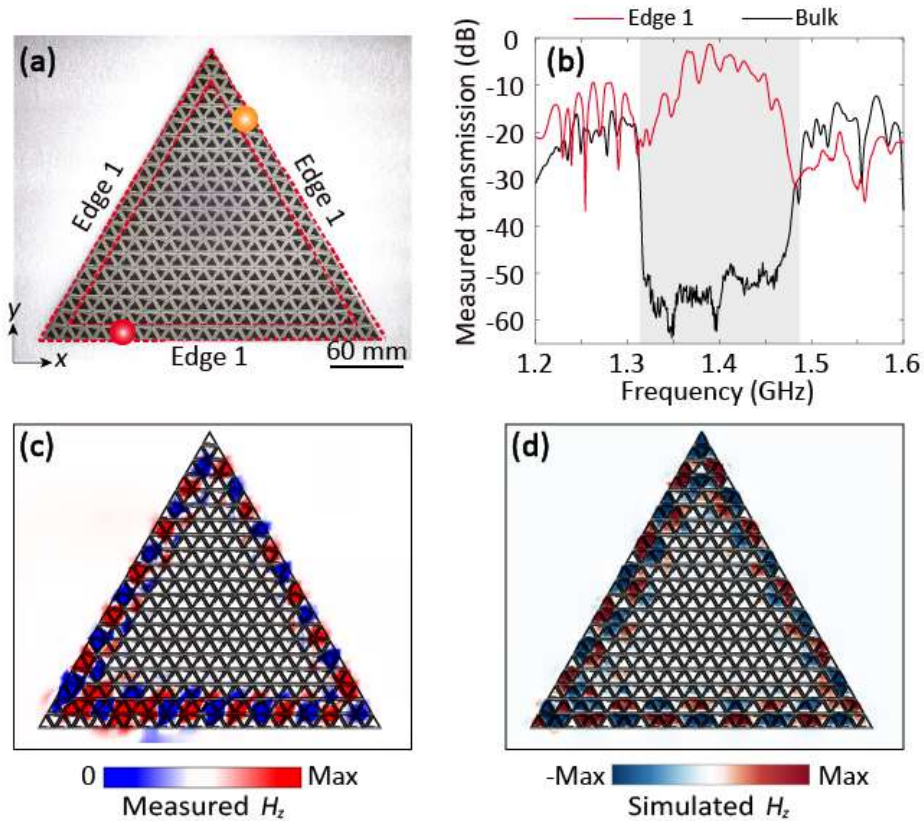 (a)
Edge 1
Edge 1
Edge 1
60 mm
y
x
Edge 1
Bulk
(b)
Measured transmission (dB)
0
-10
-20
-30
-40
-50
-60
1.2
1.3
1.4
1.5
1.6
Frequency (GHz)
(c)
0
Max
Measured Hz
(d)
-Max
Max
Simulated Hz